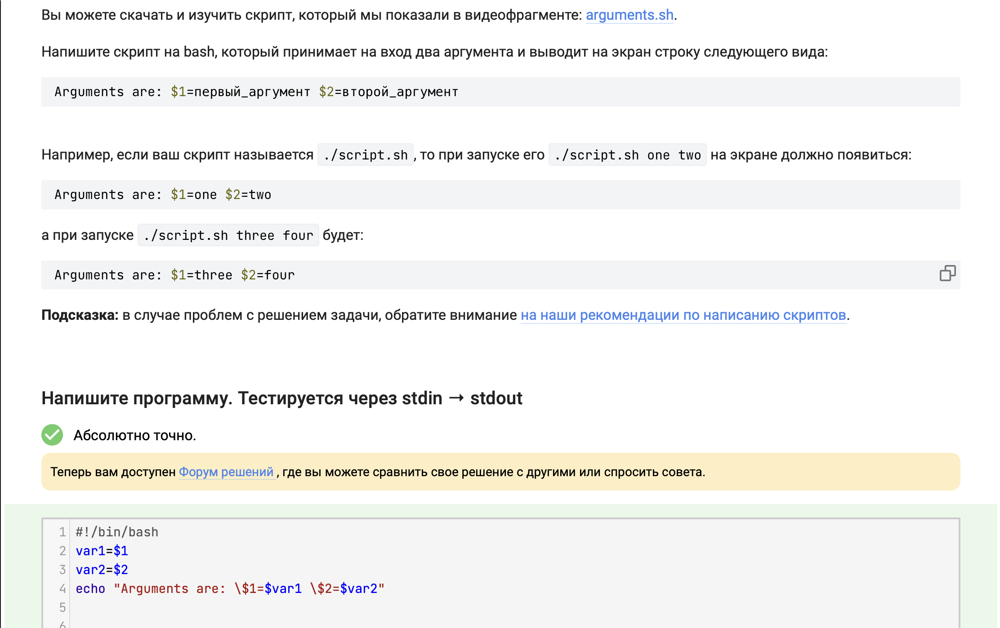 Вы можете скачать и изучить скрипт, который мы показали в видеофрагменте: arguments.sh.
Напишите скрипт на bash, который принимает на вход два аргумента и выводит на экран строку следующего вида:
Arguments are: $1=первый_аргумент $2=второй_аргумент
Например, если ваш скрипт называется ./script.sh , то при запуске его ./script.sh one two на экране должно появиться:
Arguments are: $1=one $2=two
а при запуске ./script.sh three four будет:
Arguments are: $1=three $2=four
Подсказка: в случае проблем с решением задачи, обратите внимание на наши рекомендации по написанию скриптов.
Напишите программу. Тестируется через stdin → stdout
Абсолютно точно.
Теперь вам доступен Форум решений , где вы можете сравнить свое решение с другими или спросить совета.
1 #!/bin/bash
2 var1=$1
3 var2=$2
4 echo "Arguments are: \$1=$var1 \$2=$var2"
5
6